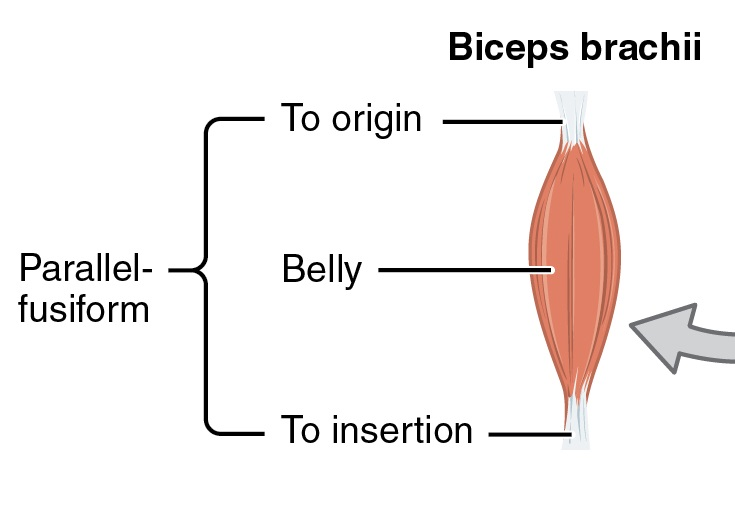 Biceps brachii
To origin
Parallel-
fusiform
Belly
To insertion